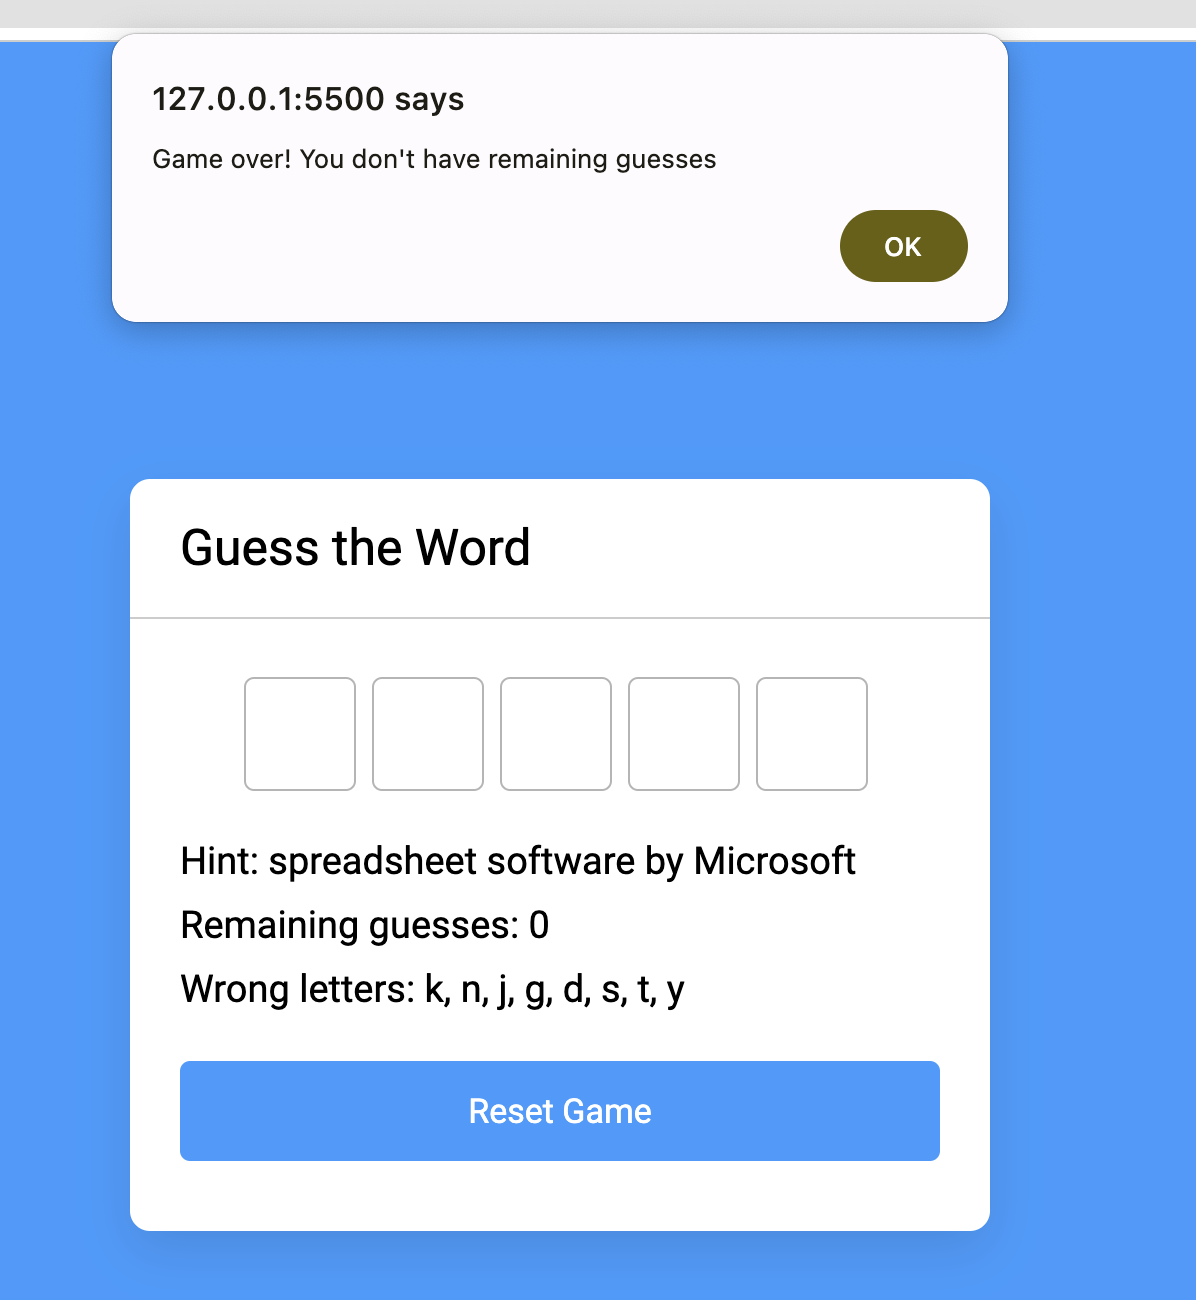 127.0.0.1:5500 says
Game over! You don't have remaining guesses
OK
Guess the Word
Hint: spreadsheet software by Microsoft
Remaining guesses: 0
Wrong letters: k, n, j, g, d, s, t, y
Reset Game